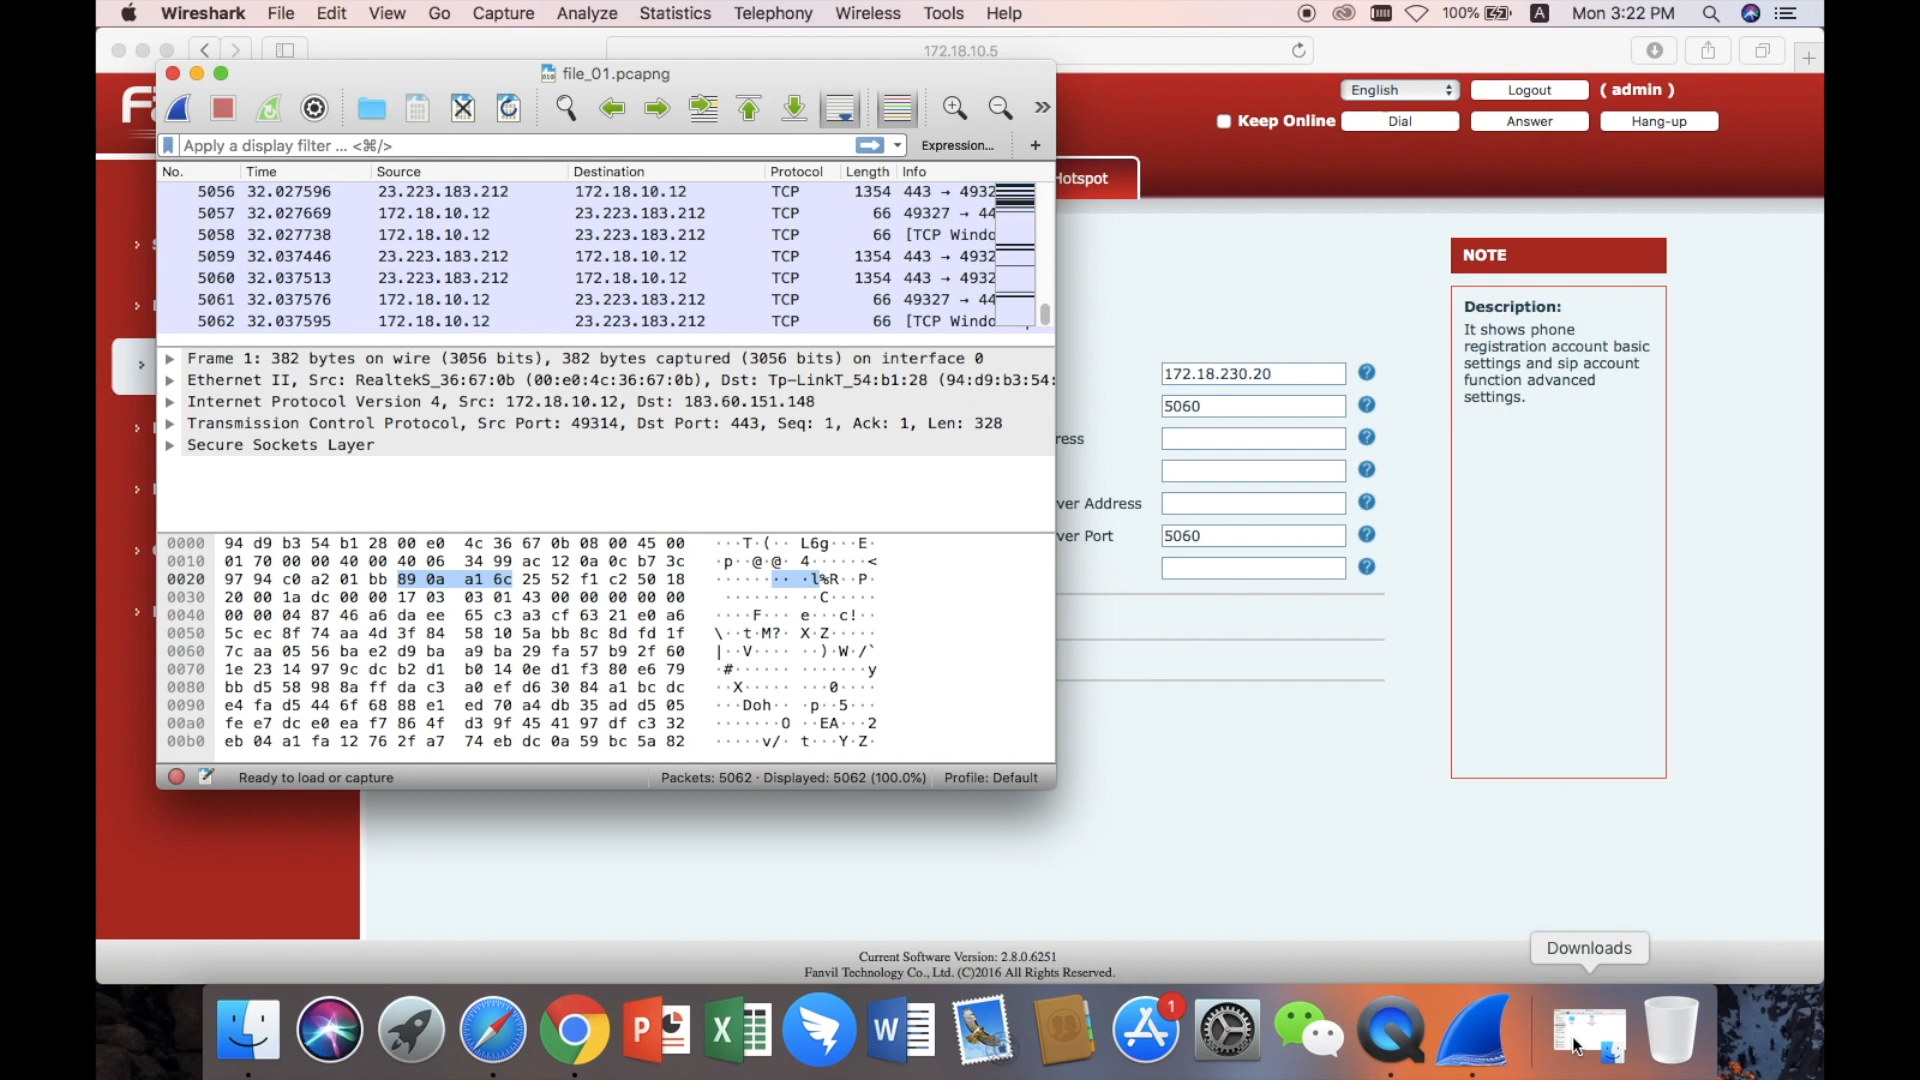 Wireshark File Edit View Go Capture Analyze Statistics Telephony Wireless Tools Help 100% A Mon 3:22 PM
172.18.10.5
file_01.pcapng
English Logout ( admin )
Keep Online Dial Answer Hang-up
Apply a display filter ... <⌘/> Expression... +
No. Time Source Destination Protocol Length Info
5056 32.027596 23.223.183.212 172.18.10.12 TCP 1354 443 → 4932
5057 32.027669 172.18.10.12 23.223.183.212 TCP 66 49327 → 44
5058 32.027738 172.18.10.12 23.223.183.212 TCP 66 [TCP Windo
5059 32.037446 23.223.183.212 172.18.10.12 TCP 1354 443 → 4932
5060 32.037513 23.223.183.212 172.18.10.12 TCP 1354 443 → 4932
5061 32.037576 172.18.10.12 23.223.183.212 TCP 66 49327 → 44
5062 32.037595 172.18.10.12 23.223.183.212 TCP 66 [TCP Windo
Frame 1: 382 bytes on wire (3056 bits), 382 bytes captured (3056 bits) on interface 0
Ethernet II, Src: RealtekS_36:67:0b (00:e0:4c:36:67:0b), Dst: Tp-LinkT_54:b1:28 (94:d9:b3:54:
Internet Protocol Version 4, Src: 172.18.10.12, Dst: 183.60.151.148
Transmission Control Protocol, Src Port: 49314, Dst Port: 443, Seq: 1, Ack: 1, Len: 328
Secure Sockets Layer
0000 94 d9 b3 54 b1 28 00 e0 4c 36 67 0b 08 00 45 00 ···T·(·· L6g···E·
0010 01 70 00 00 40 00 40 06 34 99 ac 12 0a 0c b7 3c ·p··@·@· 4······<
0020 97 94 c0 a2 01 bb 89 0a a1 6c 25 52 f1 c2 50 18 ········ ·l%R··P·
0030 20 00 1a dc 00 00 17 03 03 01 43 00 00 00 00 00 ······· ··C·····
0040 00 00 04 87 46 a6 da ee 65 c3 a3 cf 63 21 e0 a6 ····F··· e···c!··
0050 5c ec 8f 74 aa 4d 3f 84 58 10 5a bb 8c 8d fd 1f \··t·M?· X·Z·····
0060 7c aa 05 56 ba e2 d9 ba a9 ba 29 fa 57 b9 2f 60 |··V···· ··)·W·/`
0070 1e 23 14 97 9c dc b2 d1 b0 14 0e d1 f3 80 e6 79 ·#······ ·······y
0080 bb d5 58 98 8a ff da c3 a0 ef d6 30 84 a1 bc dc ··X····· ···0····
0090 e4 fa d5 44 6f 68 88 e1 ed 70 a4 db 35 ad d5 05 ···Doh·· ·p··5···
00a0 fe e7 dc e0 ea f7 86 4f d3 9f 45 41 97 df c3 32 ·······O ··EA···2
00b0 eb 04 a1 fa 12 76 2f a7 74 eb dc 0a 59 bc 5a 82 ·····v/· t···Y·Z·
Ready to load or capture Packets: 5062 · Displayed: 5062 (100.0%) Profile: Default
Hotspot
172.18.230.20
5060
ress
ver Address
ver Port 5060
NOTE
Description:
It shows phone
registration account basic
settings and sip account
function advanced
settings.
Current Software Version: 2.8.0.6251
Fanvil Technology Co., Ltd. (C)2016 All Rights Reserved.
Downloads
1